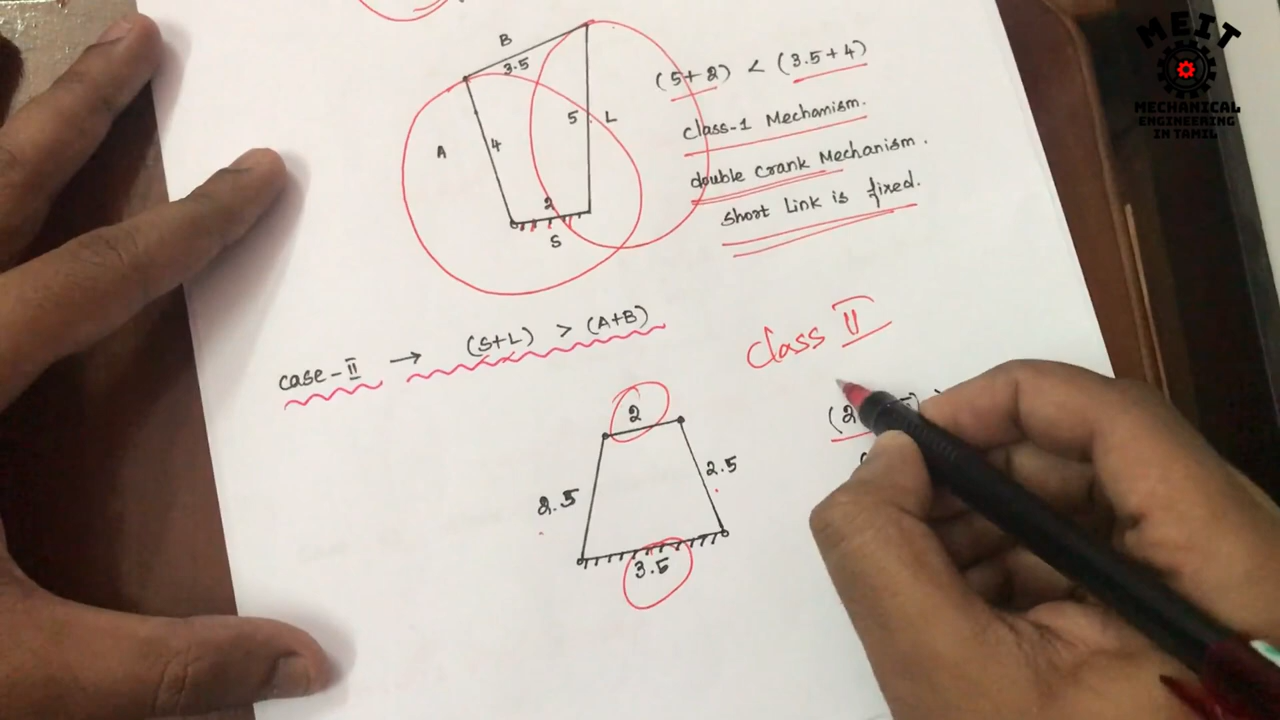 MEIT
MECHANICAL
ENGINEERING
IN TAMIL
B
3.5
A
4
5 L
2
S
(5+2) < (3.5+4)
class-1 Mechanism.
double crank Mechanism.
short Link is fixed.
case-II → (S+L) > (A+B)
class II
2
2.5
2.5
3.5
(2